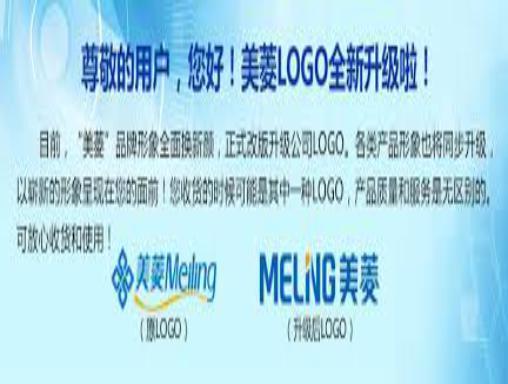 尊敬的用户，您好！美菱LOGO全新升级啦！
目前，“美菱”品牌形象全面换新颜，正式改版升级公司LOGO。各类产品形象也将同步升级，
以崭新的形象呈现在您的面前！您收货的时候可能是其中一种LOGO，产品质量和服务是无区别的。
可放心收货和使用！
美菱Meiling MELING美菱
（原LOGO） （升级后LOGO）